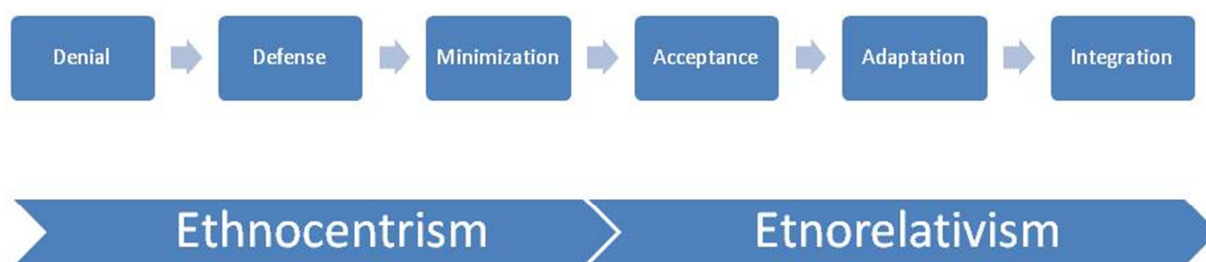 Denial Defense Minimization Acceptance Adaptation Integration
Ethnocentrism Etnorelativism